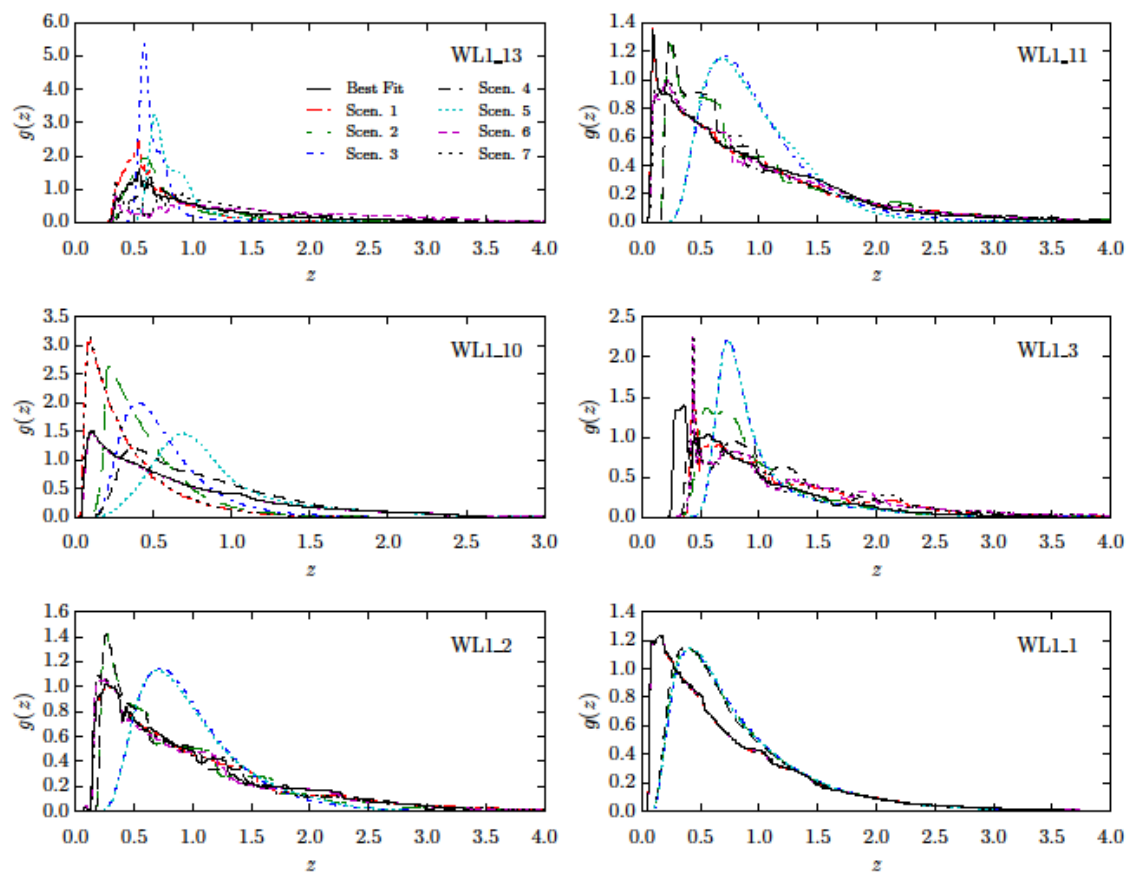 6.0
5.0
4.0
3.0
2.0
1.0
0.0
g(z)
WL1_13
Best Fit
Scen. 1
Scen. 2
Scen. 3
Scen. 4
Scen. 5
Scen. 6
Scen. 7
0.0 0.5 1.0 1.5 2.0 2.5 3.0 3.5 4.0
z
1.4
1.2
1.0
0.8
0.6
0.4
0.2
0.0
g(z)
WL1_11
0.0 0.5 1.0 1.5 2.0 2.5 3.0 3.5 4.0
z
3.5
3.0
2.5
2.0
1.5
1.0
0.5
0.0
g(z)
WL1_10
0.0 0.5 1.0 1.5 2.0 2.5 3.0
z
2.5
2.0
1.5
1.0
0.5
0.0
g(z)
WL1_3
0.0 0.5 1.0 1.5 2.0 2.5 3.0 3.5 4.0
z
1.6
1.4
1.2
1.0
0.8
0.6
0.4
0.2
0.0
g(z)
WL1_2
0.0 0.5 1.0 1.5 2.0 2.5 3.0 3.5 4.0
z
1.4
1.2
1.0
0.8
0.6
0.4
0.2
0.0
g(z)
WL1_1
0.0 0.5 1.0 1.5 2.0 2.5 3.0 3.5 4.0
z